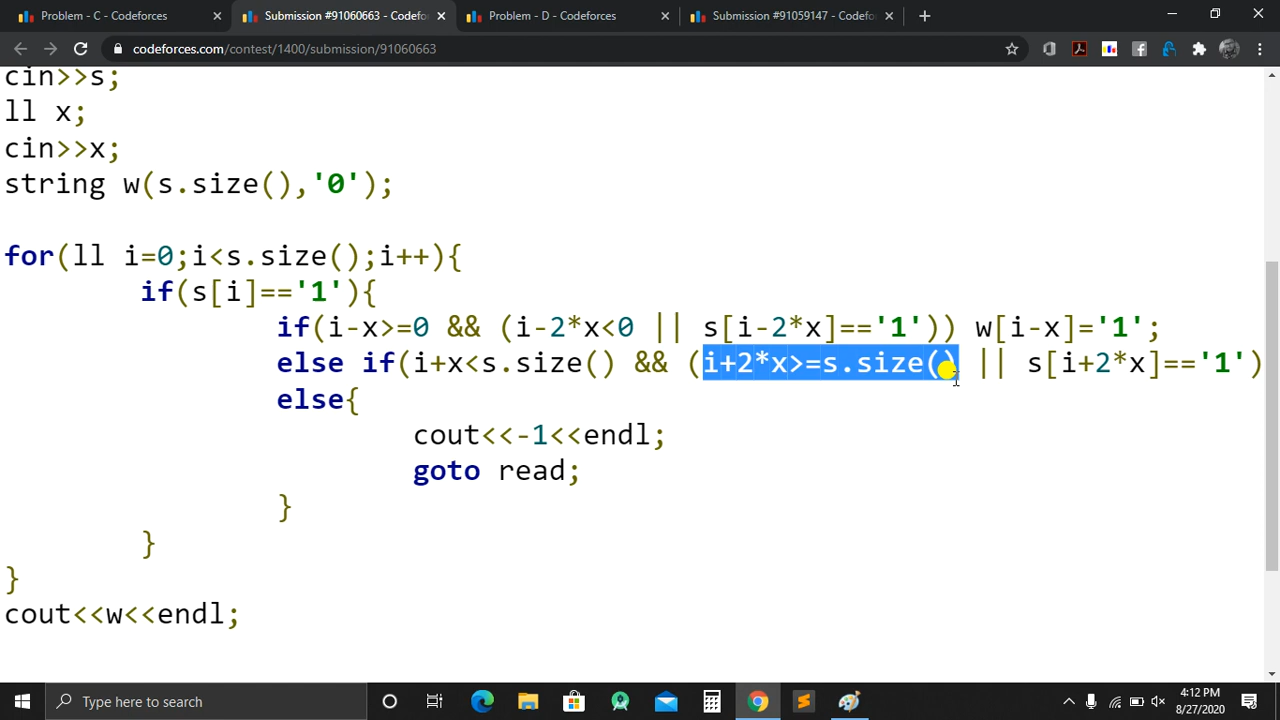 Problem - C - Codeforces
Submission #91060663 - Codef
Problem - D - Codeforces
Submission #91059147 - Codefo
codeforces.com/contest/1400/submission/91060663
cin>>s;
ll x;
cin>>x;
string w(s.size(),'0');
for(ll i=0;i<s.size();i++){
if(s[i]=='1'){
if(i-x>=0 && (i-2*x<0 || s[i-2*x]=='1')) w[i-x]='1';
else if(i+x<s.size() && (i+2*x>=s.size() || s[i+2*x]=='1')
else{
cout<<-1<<endl;
goto read;
}
}
}
cout<<w<<endl;
Type here to search
4:12 PM
8/27/2020